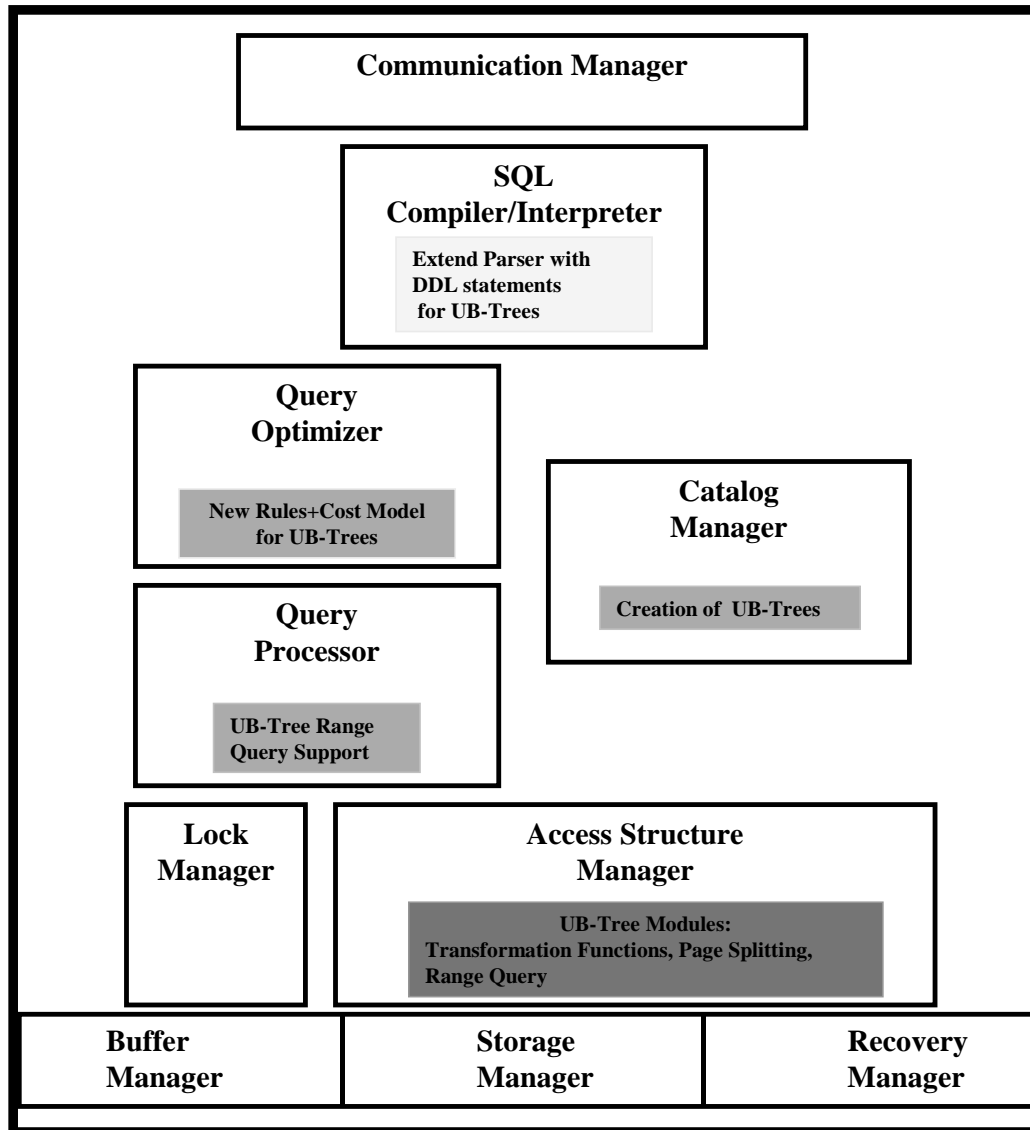 Communication Manager
SQL
Compiler/Interpreter
Extend Parser with
DDL statements
for UB-Trees
Query
Optimizer
New Rules+Cost Model
for UB-Trees
Catalog
Manager
Creation of UB-Trees
Query
Processor
UB-Tree Range
Query Support
Lock
Manager
Access Structure
Manager
UB-Tree Modules:
Transformation Functions, Page Splitting,
Range Query
Buffer
Manager
Storage
Manager
Recovery
Manager